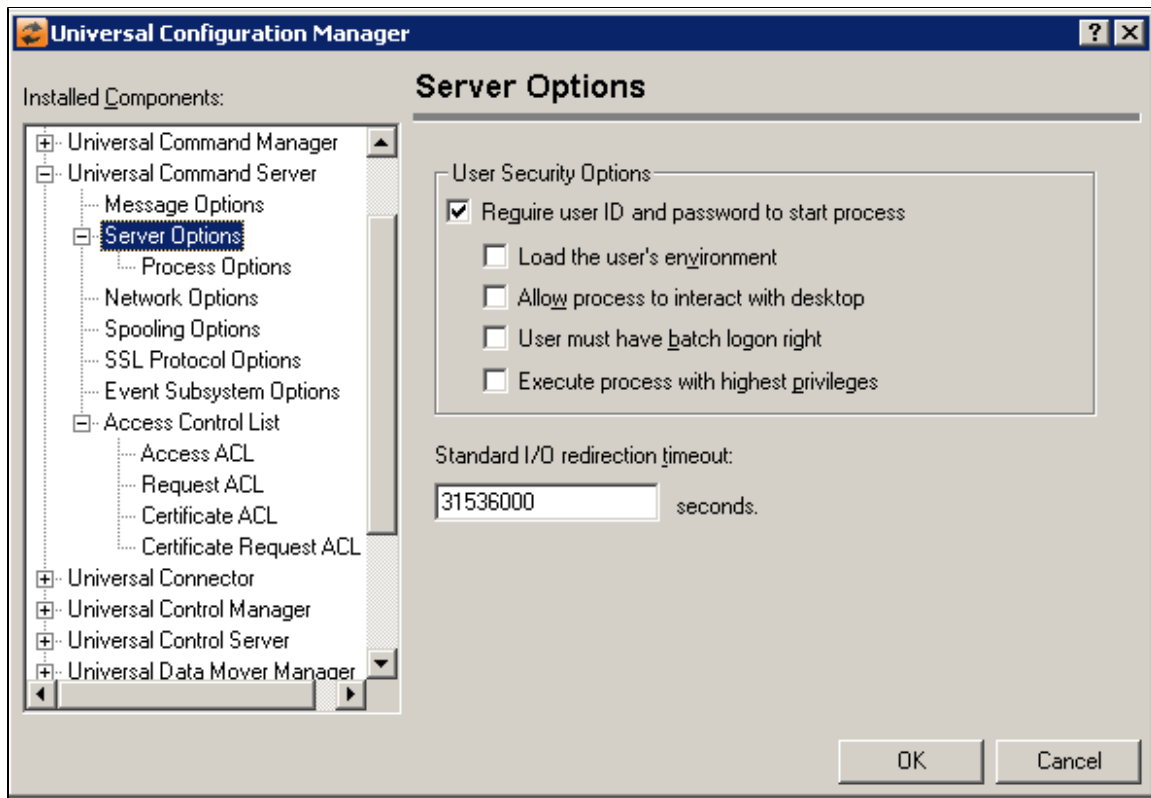 Universal Configuration Manager
Installed Components:
Universal Command Manager
Universal Command Server
Message Options
Server Options
Process Options
Network Options
Spooling Options
SSL Protocol Options
Event Subsystem Options
Access Control List
Access ACL
Request ACL
Certificate ACL
Certificate Request ACL
Universal Connector
Universal Control Manager
Universal Control Server
Universal Data Mover Manager
Server Options
User Security Options
Require user ID and password to start process
Load the user's environment
Allow process to interact with desktop
User must have batch logon right
Execute process with highest privileges
Standard I/O redirection timeout:
31536000 seconds.
OK Cancel